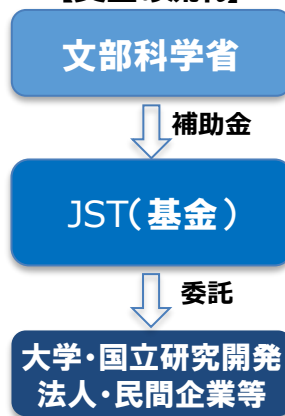 文部科学省
補助金
JST(基金)
委託
大学・国立研究開発
法人・民間企業等